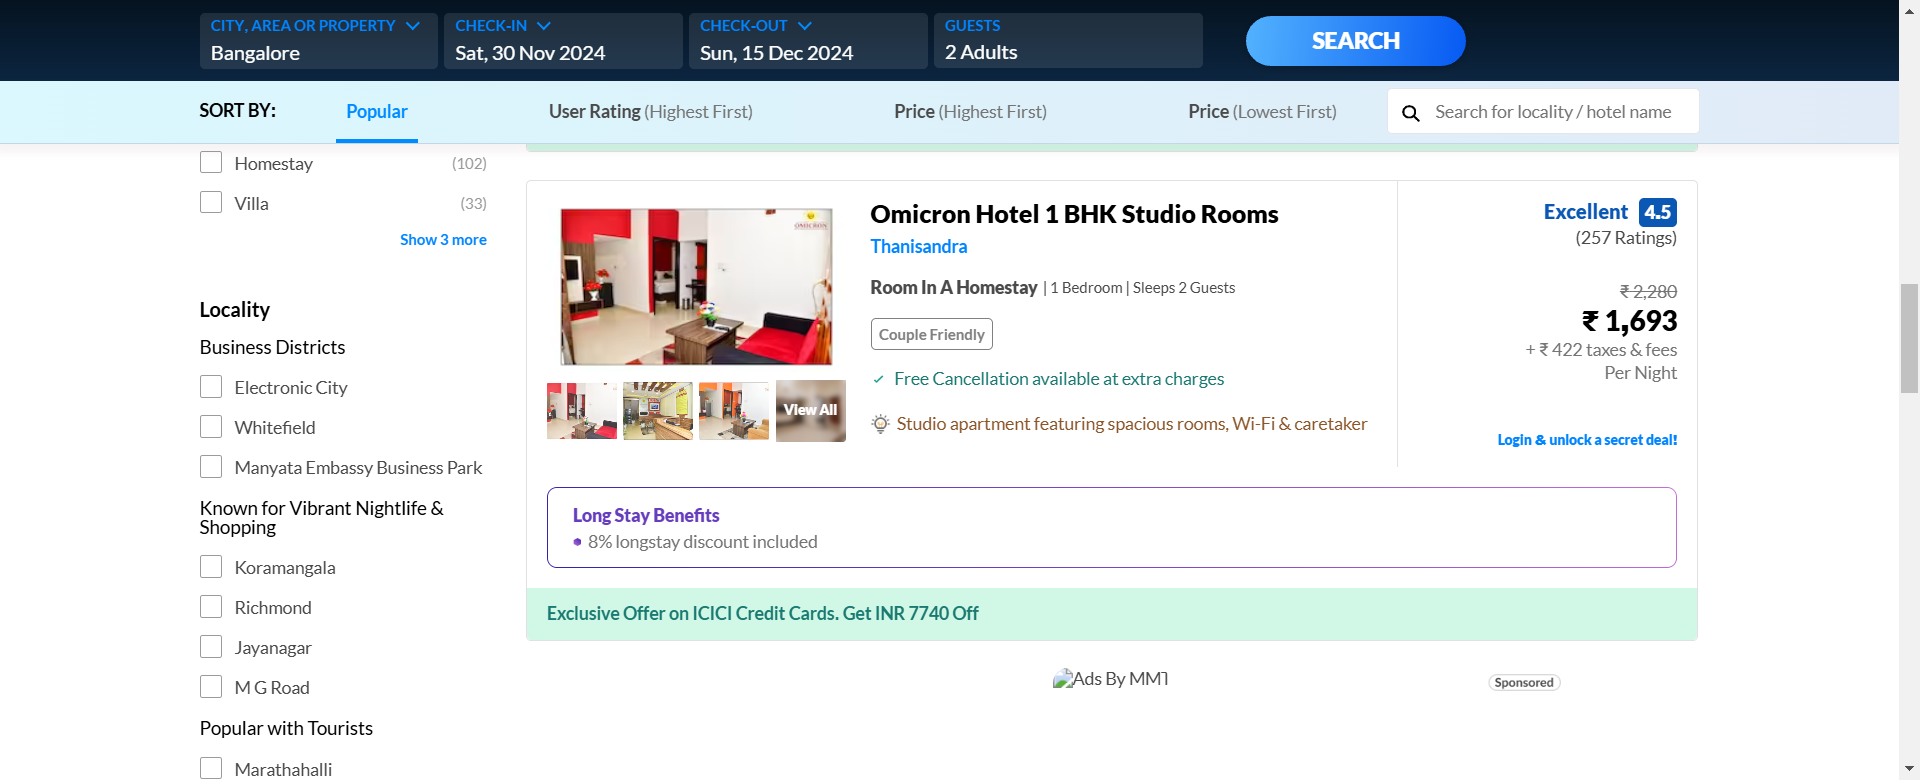 CITY, AREA OR PROPERTY
Bangalore
CHECK-IN
Sat, 30 Nov 2024
CHECK-OUT
Sun, 15 Dec 2024
GUESTS
2 Adults
SEARCH
SORT BY:
Popular
User Rating (Highest First)
Price (Highest First)
Price (Lowest First)
Search for locality / hotel name
Homestay (102)
Villa (33)
Show 3 more
Locality
Business Districts
Electronic City
Whitefield
Manyata Embassy Business Park
Known for Vibrant Nightlife &
Shopping
Koramangala
Richmond
Jayanagar
M G Road
Popular with Tourists
Marathahalli
OMICRON
View All
Omicron Hotel 1 BHK Studio Rooms
Thanisandra
Room In A Homestay | 1 Bedroom | Sleeps 2 Guests
Couple Friendly
Free Cancellation available at extra charges
Studio apartment featuring spacious rooms, Wi-Fi & caretaker
Excellent 4.5
(257 Ratings)
₹ 2,280
₹ 1,693
+ ₹ 422 taxes & fees
Per Night
Login & unlock a secret deal!
Long Stay Benefits
8% longstay discount included
Exclusive Offer on ICICI Credit Cards. Get INR 7740 Off
Ads By MMT
Sponsored